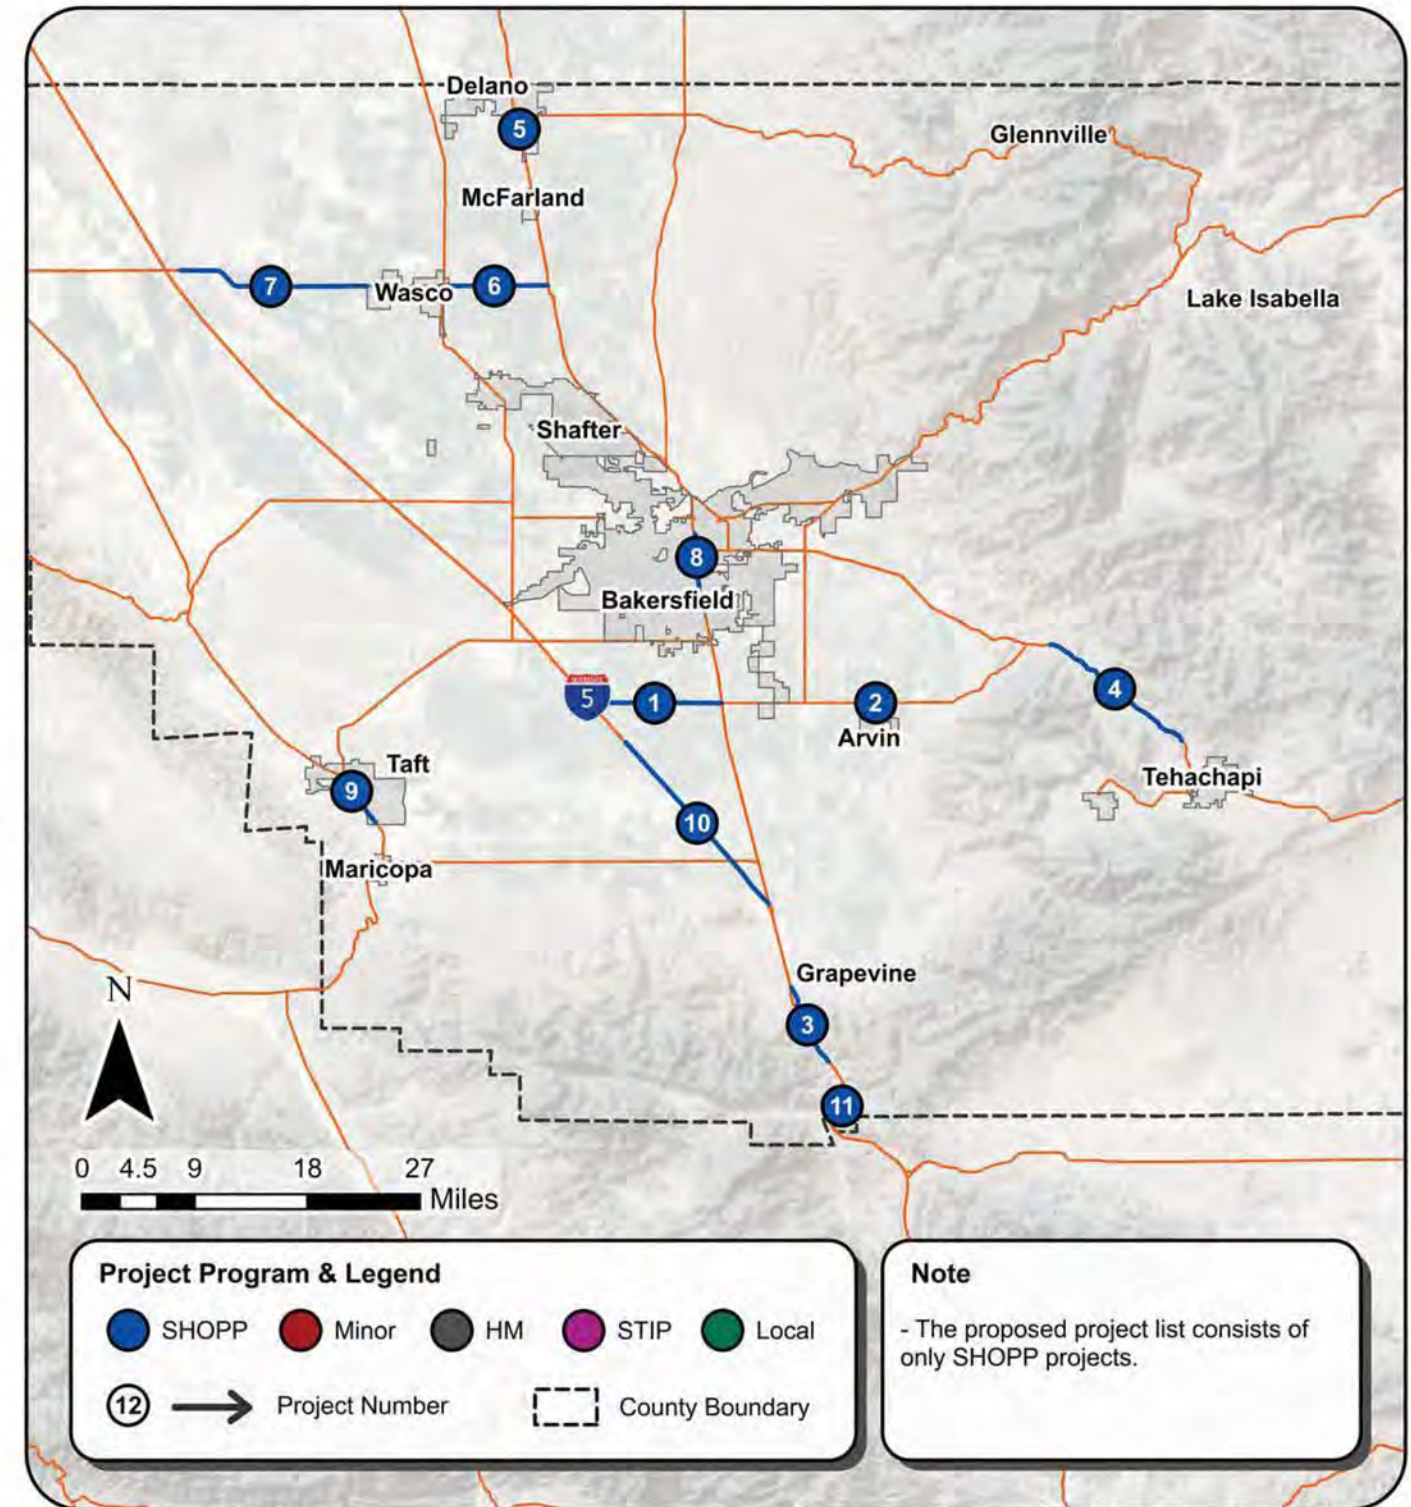 Delano
5
Glennville
McFarland
7
Wasco
6
Lake Isabella
Shafter
8
Bakersfield
5
1
2
4
Arvin
Taft
Tehachapi
9
10
Maricopa
Grapevine
N
3
11
0 4.5 9 18 27
Miles
Project Program & Legend
SHOPP Minor HM STIP Local
12 Project Number County Boundary
Note
- The proposed project list consists of
only SHOPP projects.